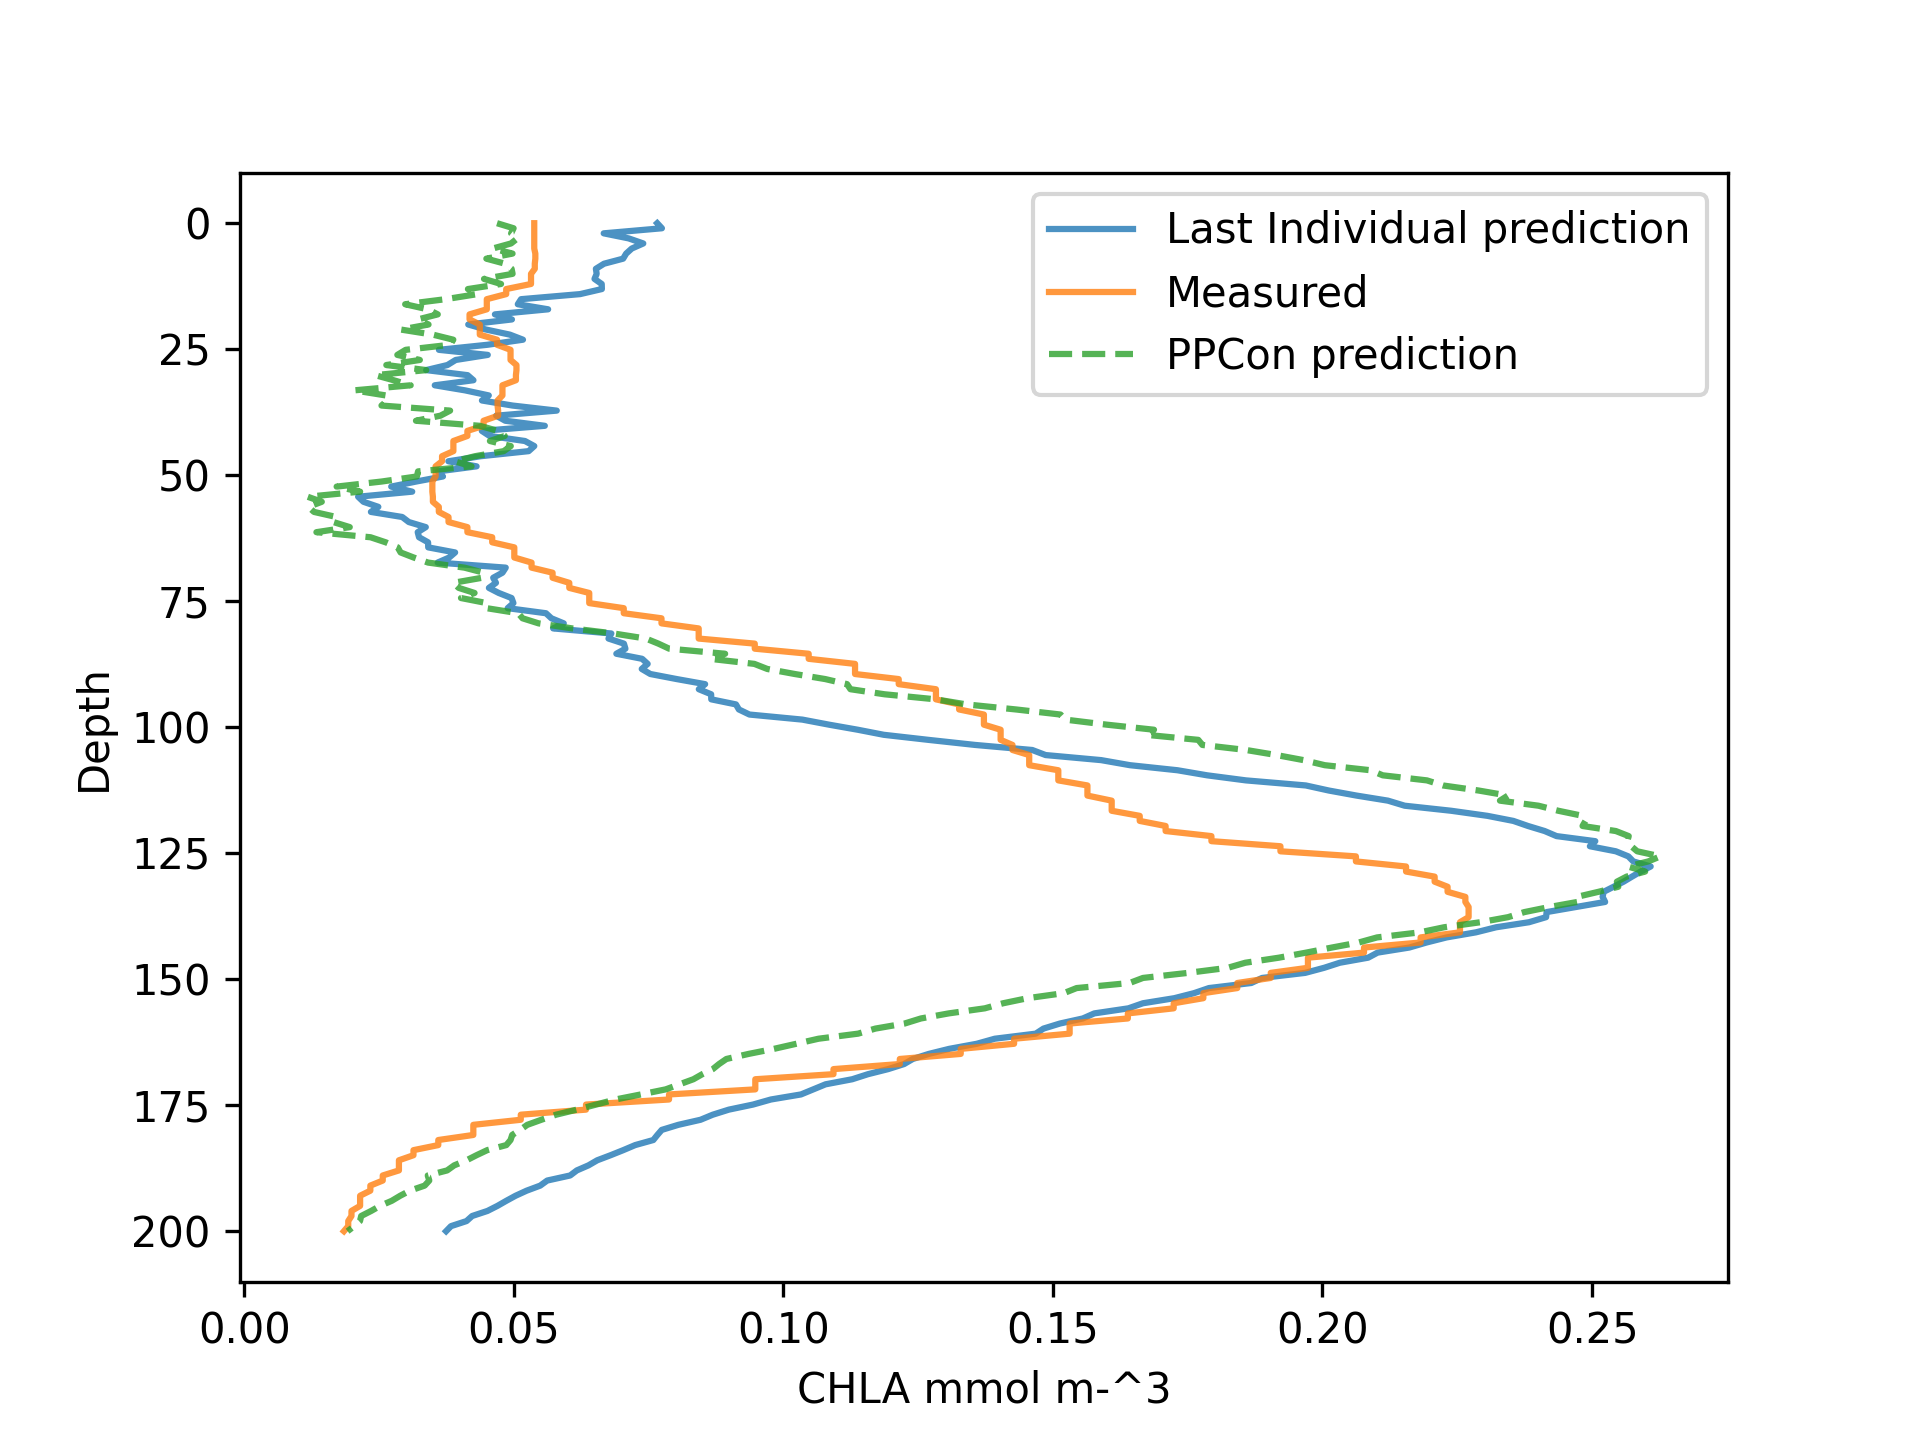 Last Individual prediction
Measured
PPCon prediction
0
25
50
75
100
125
150
175
200
Depth
0.00 0.05 0.10 0.15 0.20 0.25
CHLA mmol m-^3